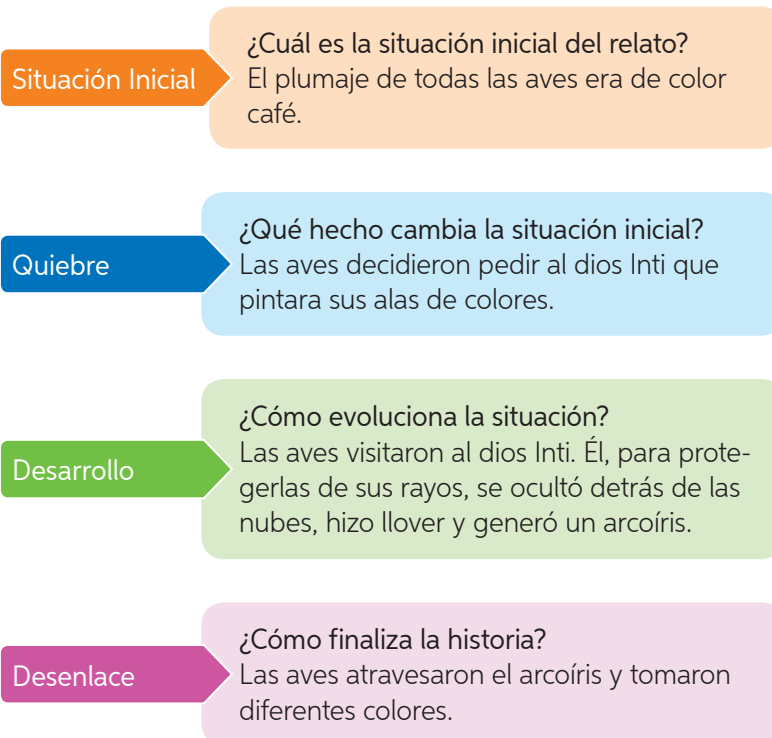 Situación Inicial
¿Cuál es la situación inicial del relato?
El plumaje de todas las aves era de color
café.
Quiebre
¿Qué hecho cambia la situación inicial?
Las aves decidieron pedir al dios Inti que
pintara sus alas de colores.
Desarrollo
¿Cómo evoluciona la situación?
Las aves visitaron al dios Inti. Él, para prote-
gerlas de sus rayos, se ocultó detrás de las
nubes, hizo llover y generó un arcoíris.
Desenlace
¿Cómo finaliza la historia?
Las aves atravesaron el arcoíris y tomaron
diferentes colores.